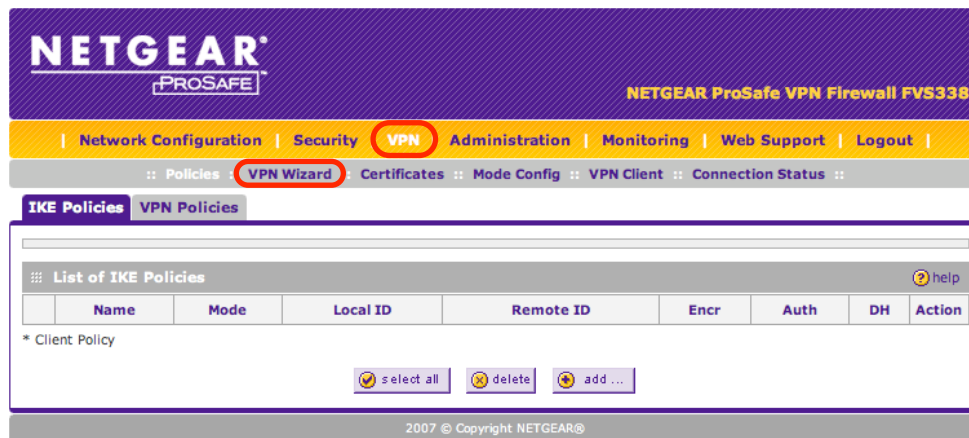 NETGEAR®
PROSAFE™
NETGEAR ProSafe VPN Firewall FVS338
| Network Configuration | Security | VPN | Administration | Monitoring | Web Support | Logout |
:: Policies :: VPN Wizard :: Certificates :: Mode Config :: VPN Client :: Connection Status ::
IKE Policies VPN Policies
List of IKE Policies help
Name Mode Local ID Remote ID Encr Auth DH Action
* Client Policy
select all delete add ...
2007 © Copyright NETGEAR®